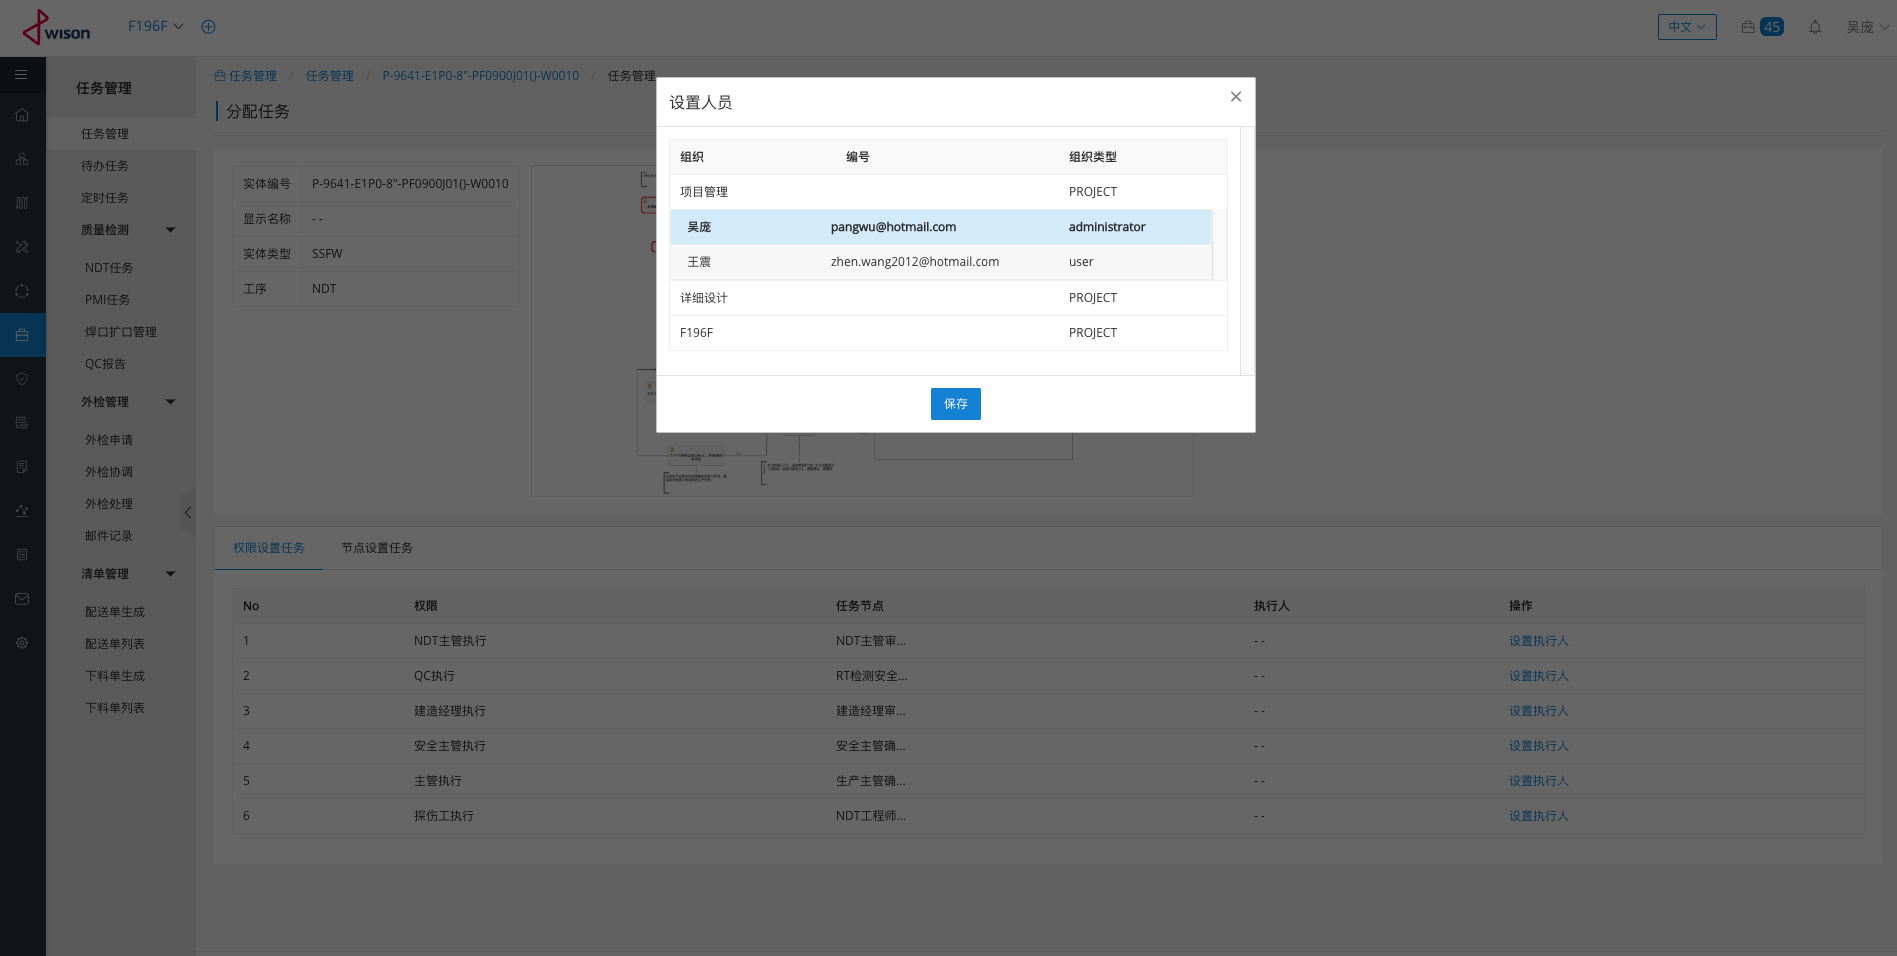 wison
F196F
中文
45
吴庞
任务管理
任务管理
待办任务
定时任务
质量检测
NDT任务
PMI任务
焊口扩口管理
QC报告
外检管理
外检申请
外检协调
外检处理
邮件记录
清单管理
配送单生成
配送单列表
下料单生成
下料单列表
任务管理 / 任务管理 / P-9641-E1P0-8"-PF0900J01()-W0010 / 任务管理
分配任务
实体编号 P-9641-E1P0-8"-PF0900J01()-W0010
显示名称 - -
实体类型 SSFW
工序 NDT
设置人员
组织 编号 组织类型
项目管理 PROJECT
吴庞 pangwu@hotmail.com administrator
王震 zhen.wang2012@hotmail.com user
详细设计 PROJECT
F196F PROJECT
保存
权限设置任务 节点设置任务
No 权限 任务节点 执行人 操作
1 NDT主管执行 NDT主管审... - - 设置执行人
2 QC执行 RT检测安全... - - 设置执行人
3 建造经理执行 建造经理审... - - 设置执行人
4 安全主管执行 安全主管确... - - 设置执行人
5 主管执行 生产主管确... - - 设置执行人
6 探伤工执行 NDT工程师... - - 设置执行人